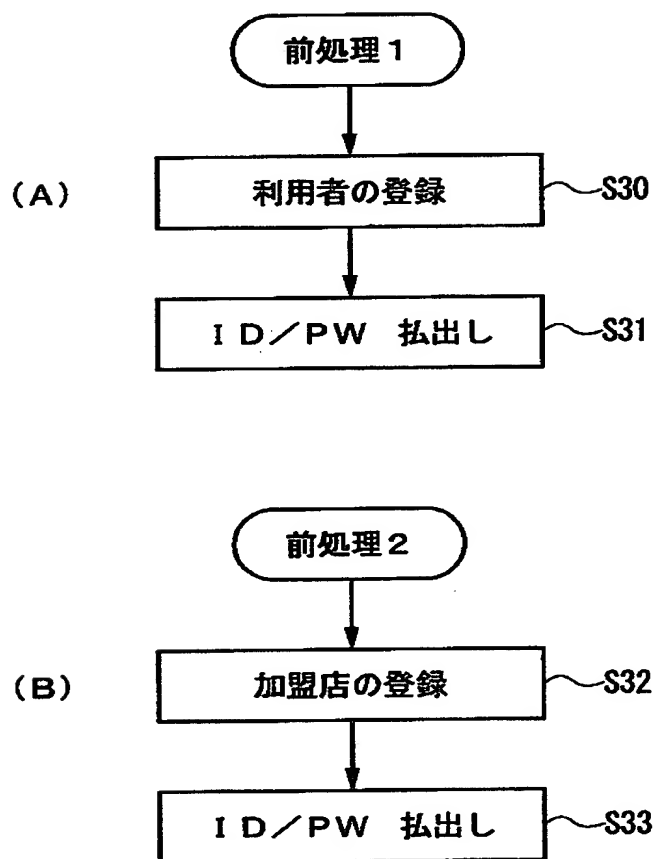 前処理1
(A)
利用者の登録
S30
ID/PW 払出し
S31
前処理2
(B)
加盟店の登録
S32
ID/PW 払出し
S33